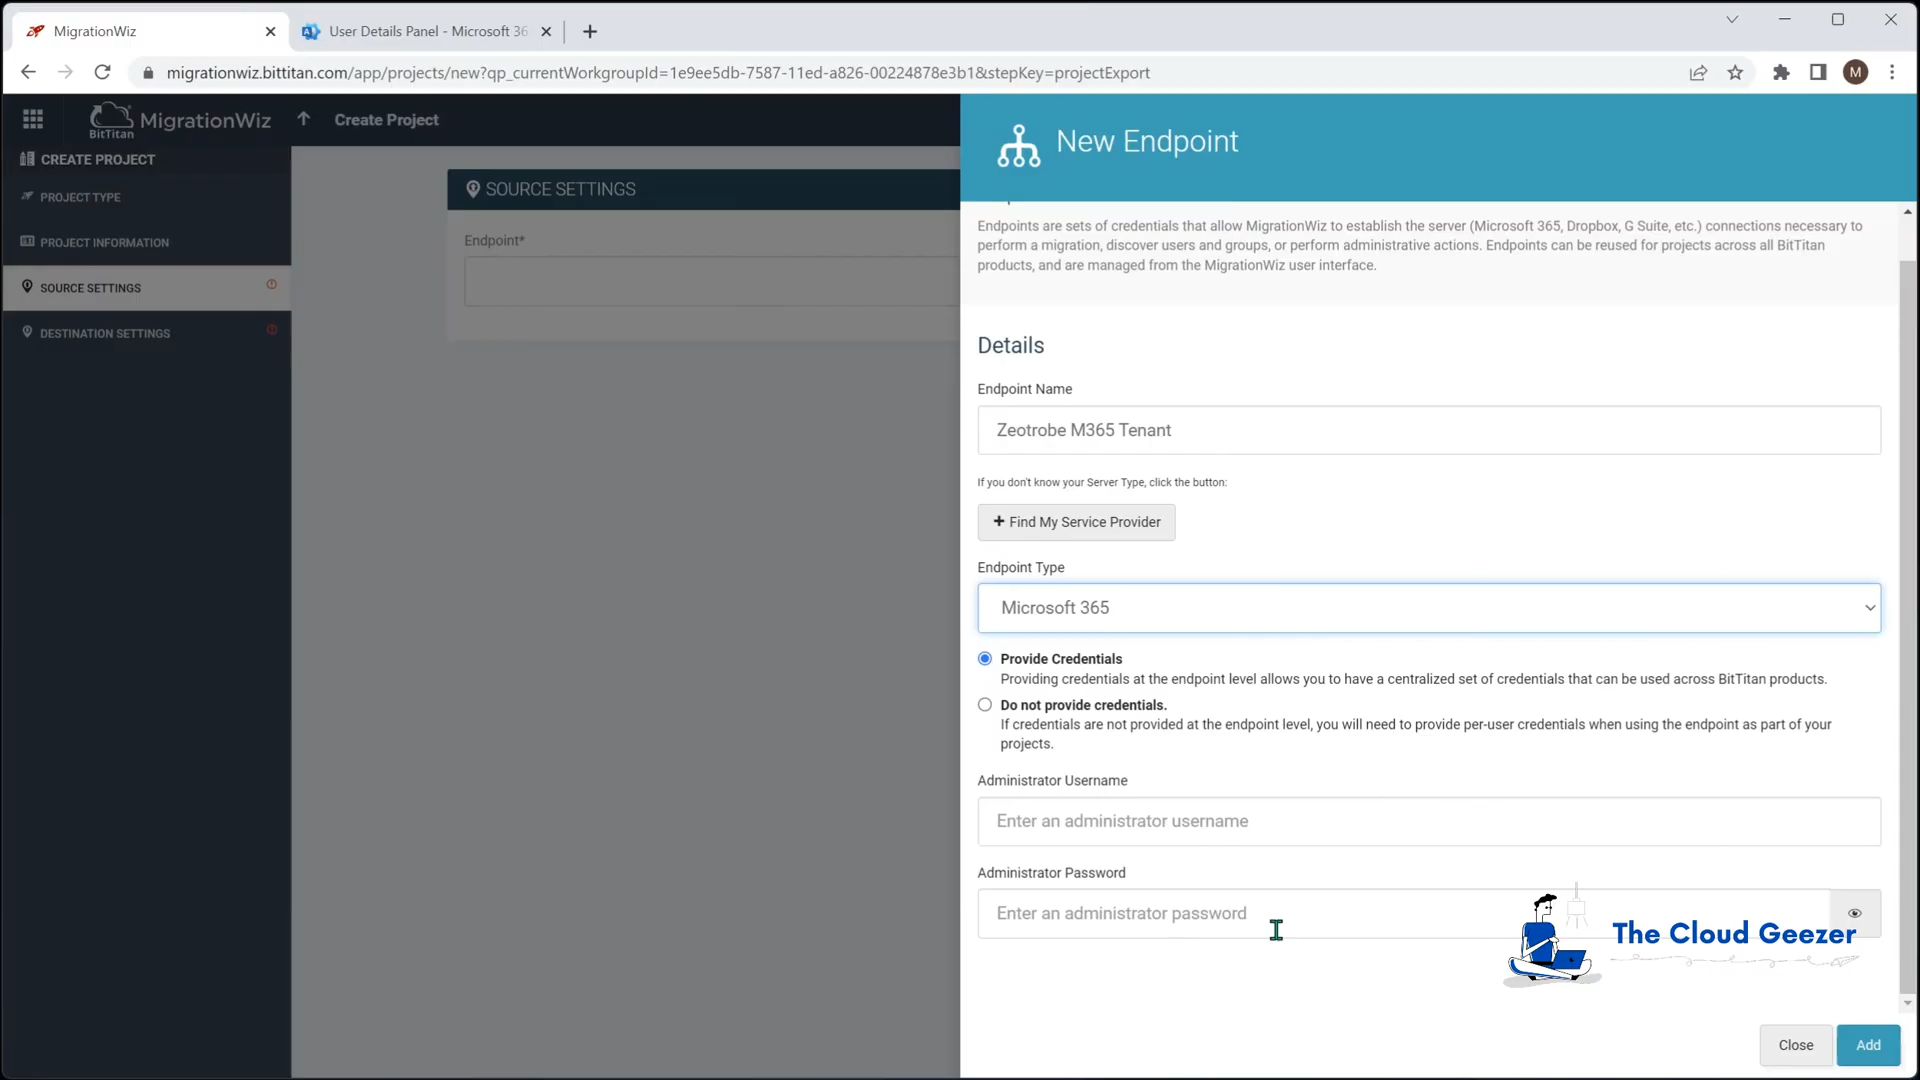 MigrationWiz
User Details Panel - Microsoft 36
migrationwiz.bittitan.com/app/projects/new?qp_currentWorkgroupId=1e9ee5db-7587-11ed-a826-00224878e3b1&stepKey=projectExport
M
BitTitan
MigrationWiz
Create Project
New Endpoint
CREATE PROJECT
PROJECT TYPE
PROJECT INFORMATION
SOURCE SETTINGS
DESTINATION SETTINGS
SOURCE SETTINGS
Endpoint*
Endpoints are sets of credentials that allow MigrationWiz to establish the server (Microsoft 365, Dropbox, G Suite, etc.) connections necessary to
perform a migration, discover users and groups, or perform administrative actions. Endpoints can be reused for projects across all BitTitan
products, and are managed from the MigrationWiz user interface.
Details
Endpoint Name
Zeotrobe M365 Tenant
If you don't know your Server Type, click the button:
+ Find My Service Provider
Endpoint Type
Microsoft 365
Provide Credentials
Providing credentials at the endpoint level allows you to have a centralized set of credentials that can be used across BitTitan products.
Do not provide credentials.
If credentials are not provided at the endpoint level, you will need to provide per-user credentials when using the endpoint as part of your
projects.
Administrator Username
Enter an administrator username
Administrator Password
Enter an administrator password
The Cloud Geezer
Close
Add